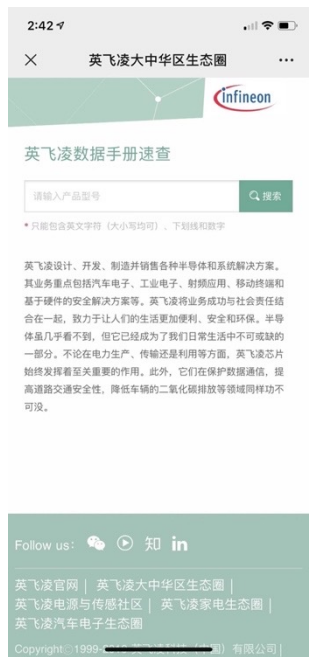 2:42
英飞凌大中华区生态圈
infineon
英飞凌数据手册速查
请输入产品型号
搜索
* 只能包含英文字符（大小写均可）、下划线和数字
英飞凌设计、开发、制造并销售各种半导体和系统解决方案。
其业务重点包括汽车电子、工业电子、射频应用、移动终端和
基于硬件的安全解决方案等。英飞凌将业务成功与社会责任结
合在一起，致力于让人们的生活更加便利、安全和环保。半导
体虽几乎看不到，但它已经成为了我们日常生活中不可或缺的
一部分。不论在电力生产、传输还是利用等方面，英飞凌芯片
始终发挥着至关重要的作用。此外，它们在保护数据通信，提
高道路交通安全性，降低车辆的二氧化碳排放等领域同样功不
可没。
Follow us: 知 in
英飞凌官网 | 英飞凌大中华区生态圈 |
英飞凌电源与传感社区 | 英飞凌家电生态圈 |
英飞凌汽车电子生态圈
Copyright©1999- 有限公司 |